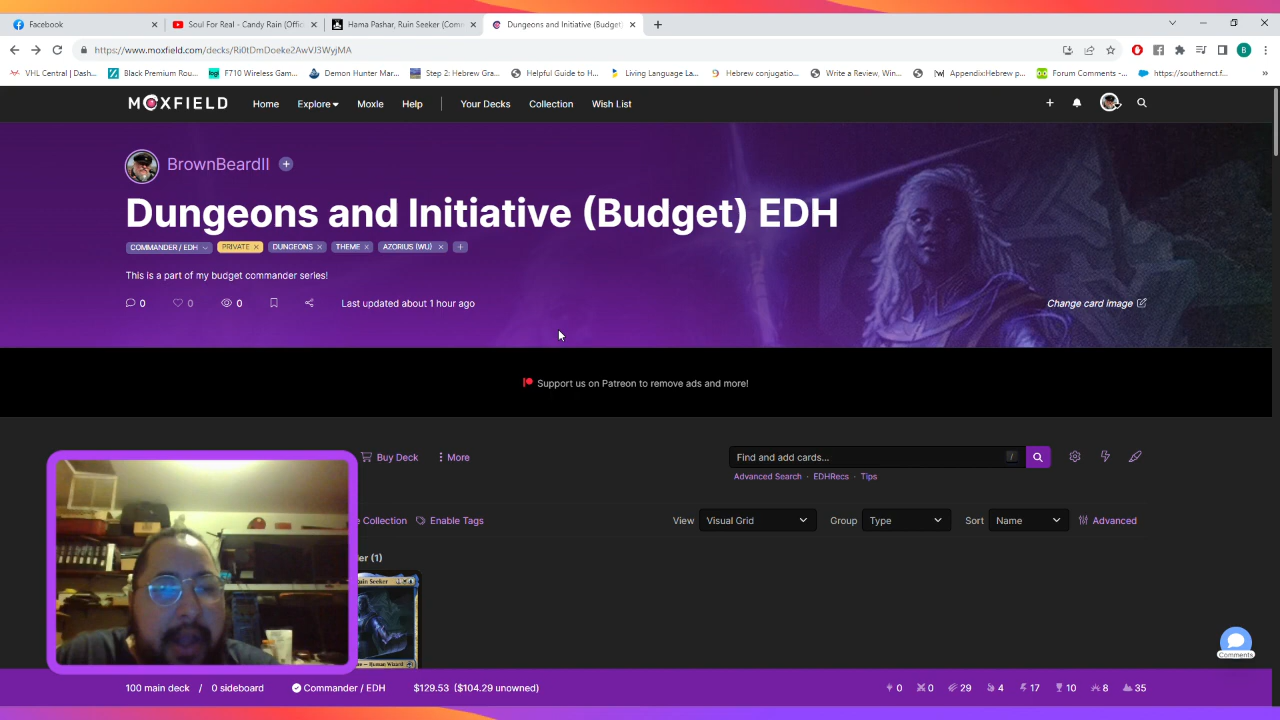 Facebook
Soul For Real - Candy Rain (Offic
Hama Pashar, Ruin Seeker (Comm
Dungeons and Initiative (Budget)
https://www.moxfield.com/decks/Ri0tDmDoeke2AwVJ3WyjMA
VHL Central | Dash...
Black Premium Rou...
F710 Wireless Gam...
Demon Hunter Mar...
Step 2: Hebrew Gra...
Helpful Guide to H...
Living Language La...
Hebrew conjugatio...
Write a Review, Win...
Appendix:Hebrew p...
Forum Comments -...
https://southernct.f...
MOXFIELD
Home
Explore
Moxle
Help
Your Decks
Collection
Wish List
BrownBeardII
Dungeons and Initiative (Budget) EDH
COMMANDER / EDH
PRIVATE ×
DUNGEONS ×
THEME ×
AZORIUS (WU) ×
+
This is a part of my budget commander series!
0 0 0 Last updated about 1 hour ago
Change card image
Support us on Patreon to remove ads and more!
Buy Deck
More
Find and add cards...
/
Advanced Search · EDHRecs · Tips
Collection
Enable Tags
View Visual Grid
Group Type
Sort Name
Advanced
er (1)
Ruin Seeker
— Human Wizard
Comments
100 main deck / 0 sideboard
Commander / EDH
$129.53 ($104.29 unowned)
0 0 29 4 17 10 8 35